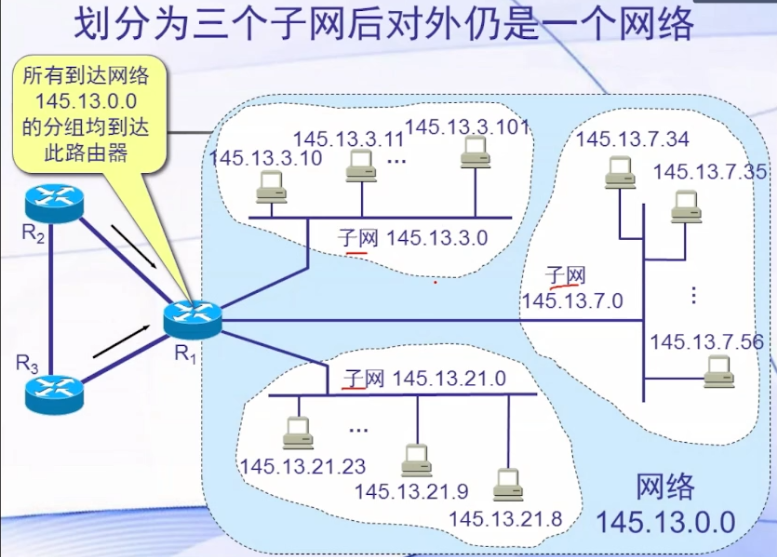 划分为三个子网后对外仍是一个网络
所有到达网络
145.13.0.0
的分组均到达
此路由器
145.13.3.10
145.13.3.11
...
145.13.3.101
子网 145.13.3.0
145.13.7.34
145.13.7.35
子网
145.13.7.0
⋮
145.13.7.56
R2
R1
R3
子网 145.13.21.0
...
145.13.21.23
145.13.21.9
145.13.21.8
网络
145.13.0.0